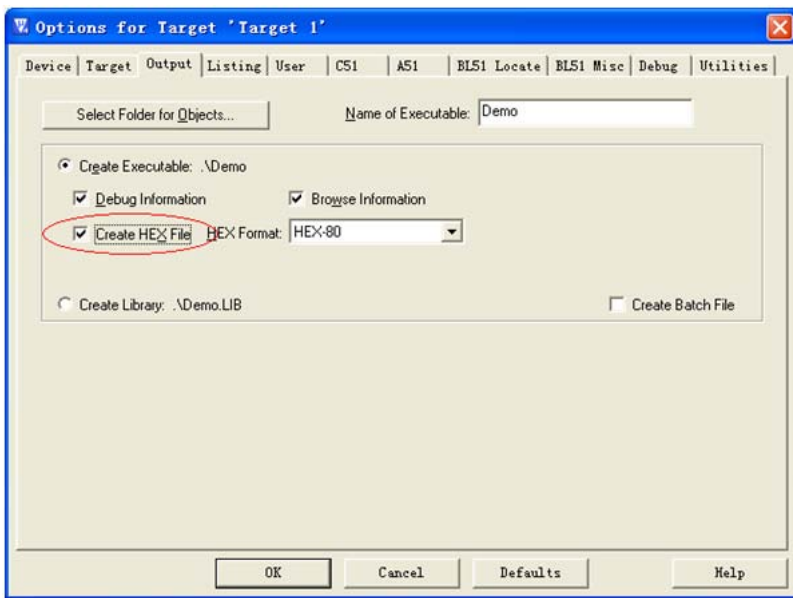 Options for Target 'Target 1'
Device Target Output Listing User C51 A51 BL51 Locate BL51 Misc Debug Utilities
Select Folder for Objects... Name of Executable: Demo
Create Executable: .\Demo
Debug Information Browse Information
Create HEX File HEX Format: HEX-80
Create Library: .\Demo.LIB Create Batch File
OK Cancel Defaults Help